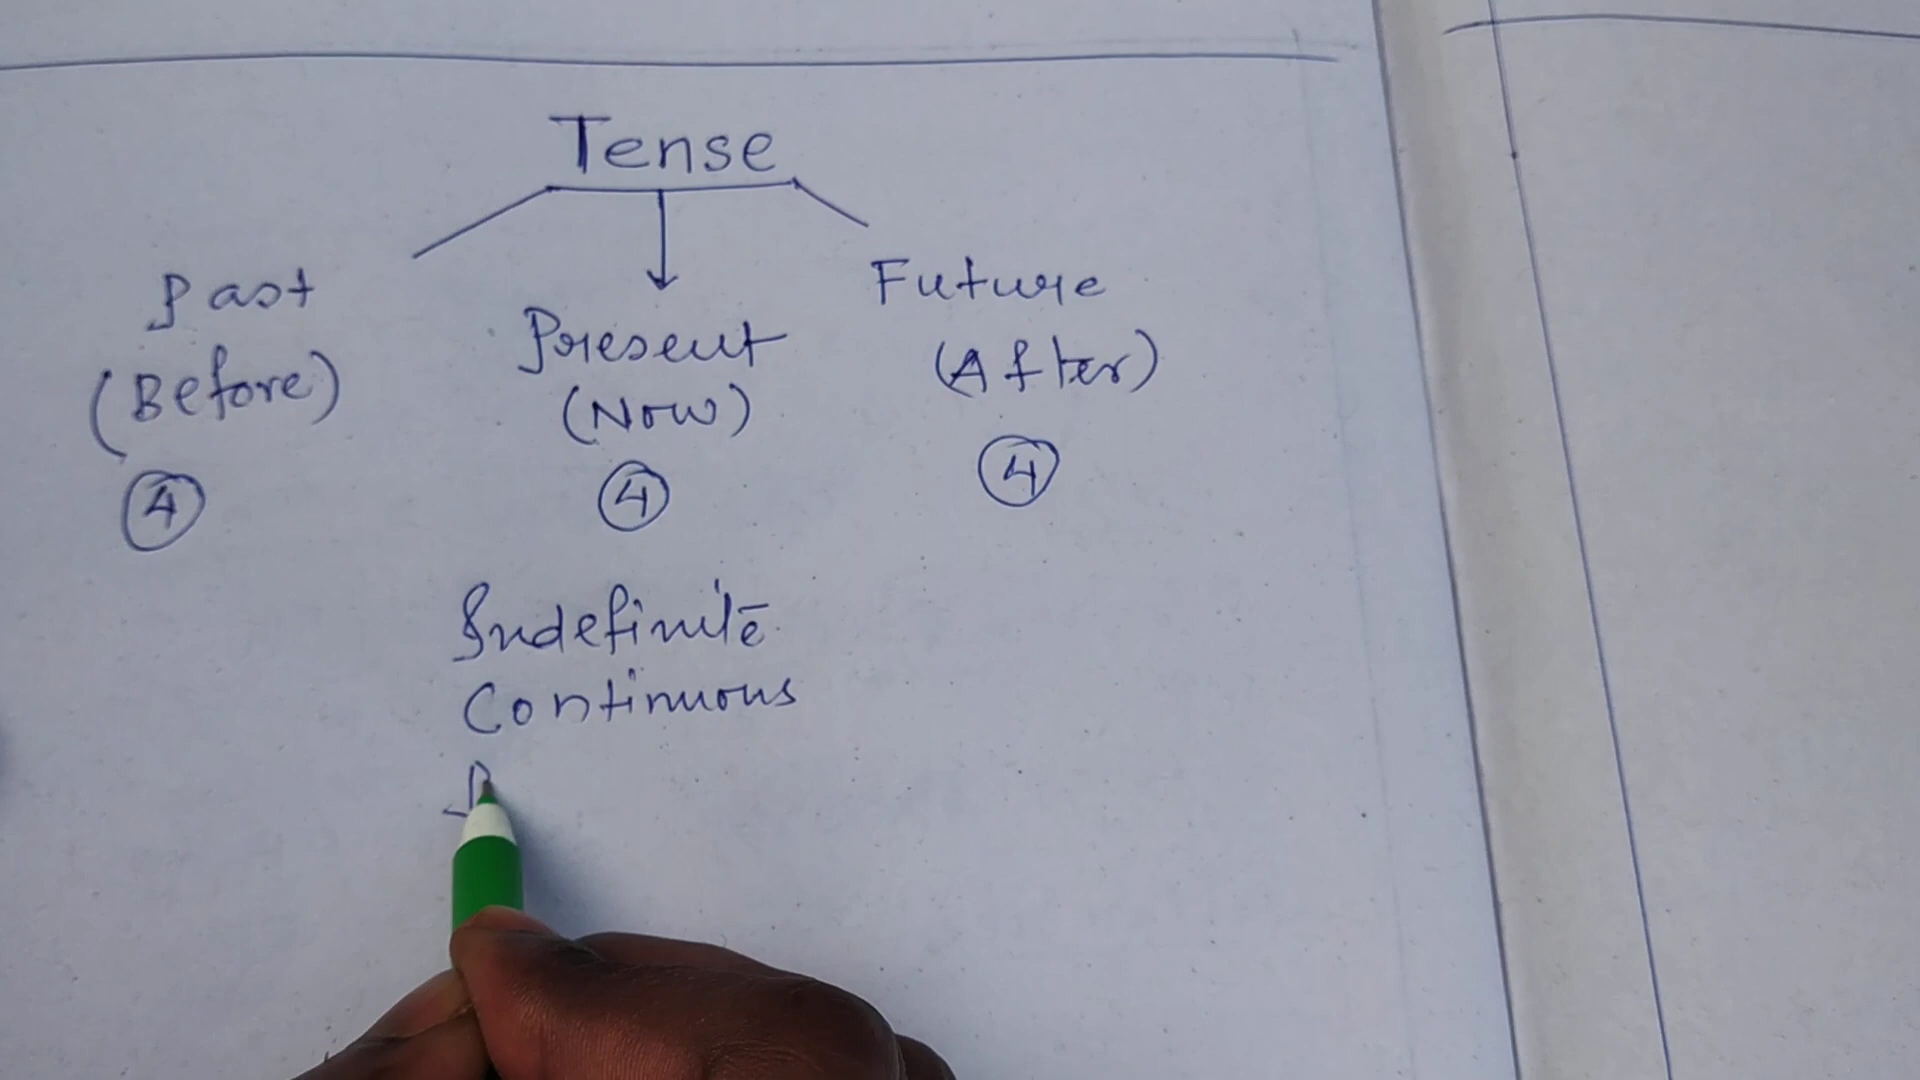 Tense
Past Present Future
(Before) (Now) (After)
4 4 4
Indefinite
Continuous
P